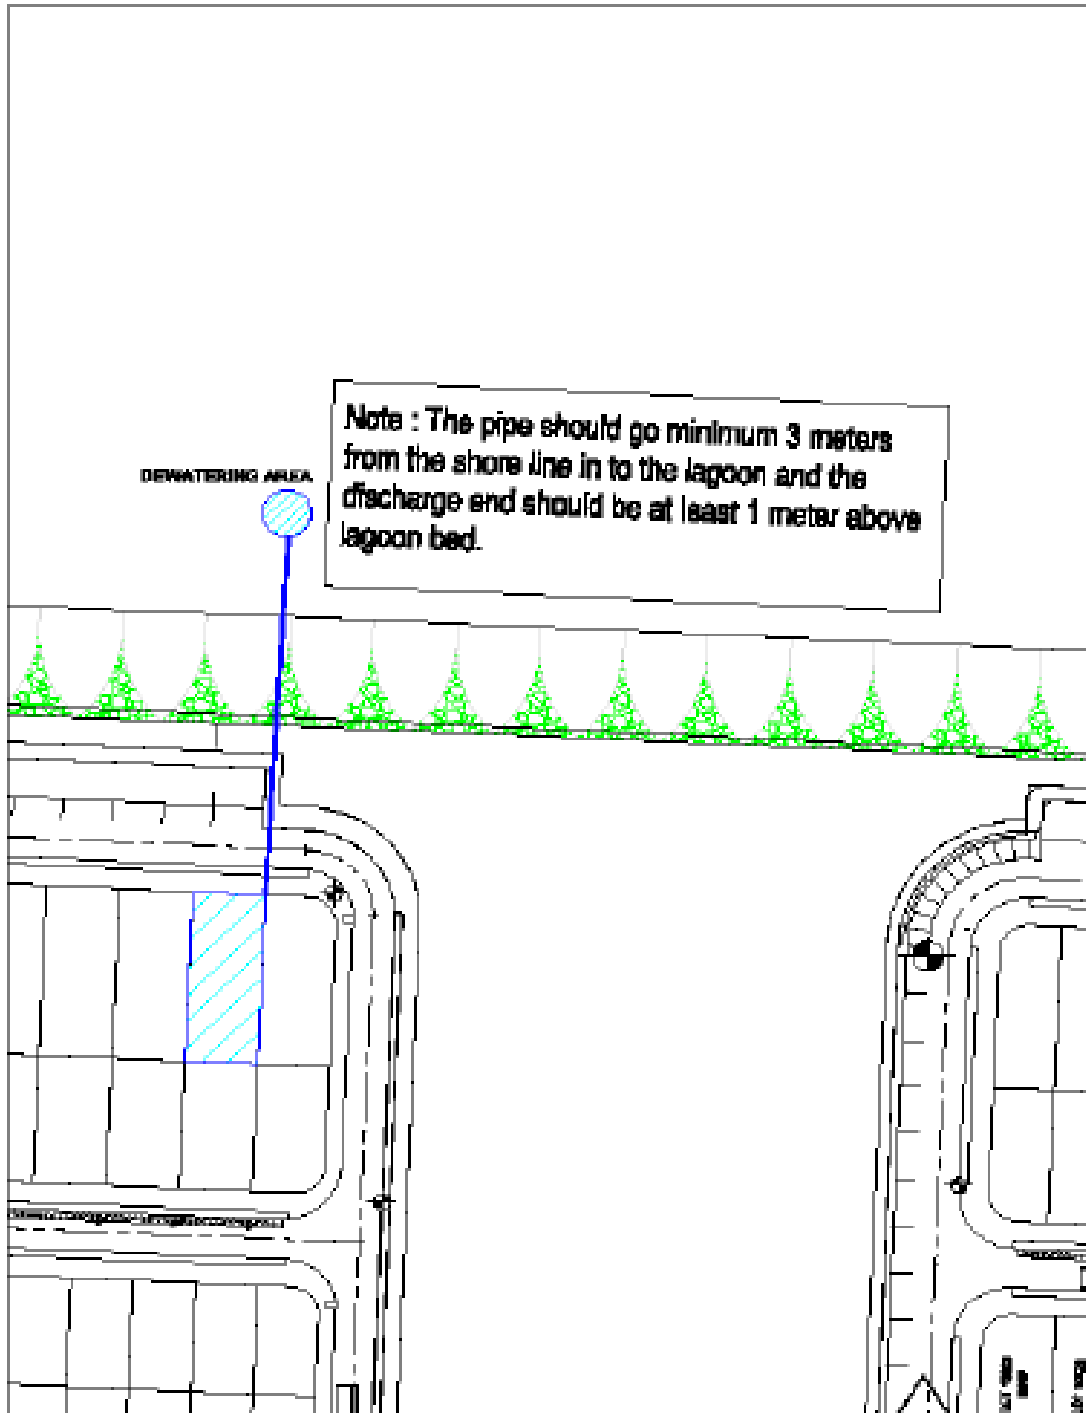 Note : The pipe should go minimum 3 meters
from the shore line in to the lagoon and the
discharge end should be at least 1 meter above
lagoon bed.
DEWATERING AREA